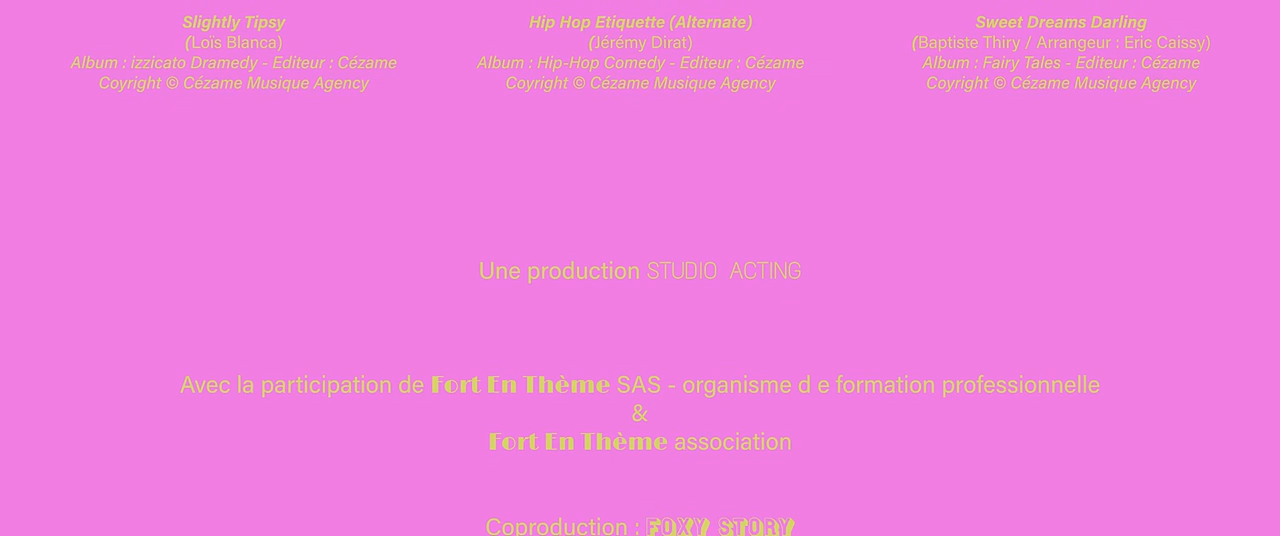 Slightly Tipsy
(Loïs Blanca)
Album : izzicato Dramedy - Editeur : Cézame
Coyright © Cézame Musique Agency
Hip Hop Etiquette (Alternate)
(Jérémy Dirat)
Album : Hip-Hop Comedy - Editeur : Cézame
Coyright © Cézame Musique Agency
Sweet Dreams Darling
(Baptiste Thiry / Arrangeur : Eric Caissy)
Album : Fairy Tales - Editeur : Cézame
Coyright © Cézame Musique Agency
Une production STUDIO ACTING
Avec la participation de Fort En Thème SAS - organisme d e formation professionnelle
&
Fort En Thème association
Coproduction : FOXY STORY